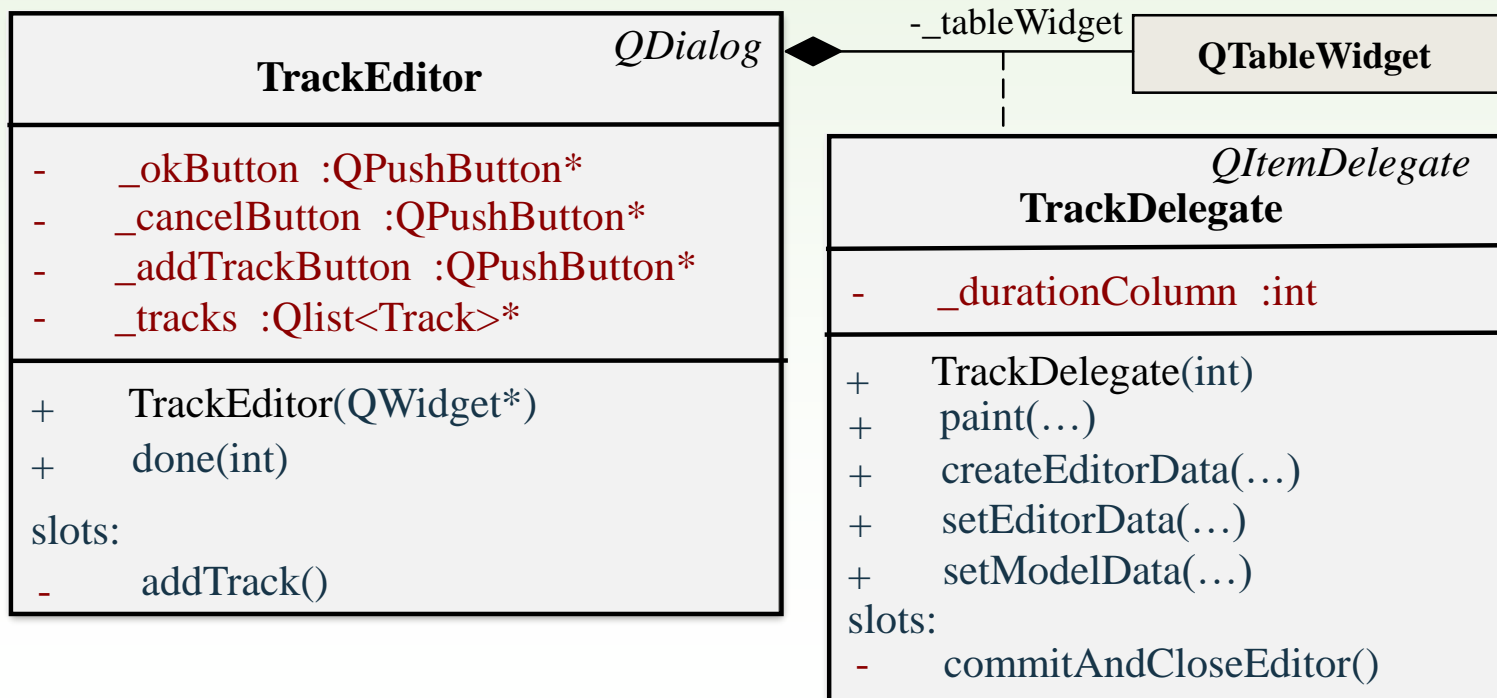 QDialog
TrackEditor
- _okButton :QPushButton*
- _cancelButton :QPushButton*
- _addTrackButton :QPushButton*
- _tracks :Qlist<Track>*
+ TrackEditor(QWidget*)
+ done(int)
slots:
- addTrack()
-_tableWidget
QTableWidget
QItemDelegate
TrackDelegate
- _durationColumn :int
+ TrackDelegate(int)
+ paint(…)
+ createEditorData(…)
+ setEditorData(…)
+ setModelData(…)
slots:
- commitAndCloseEditor()